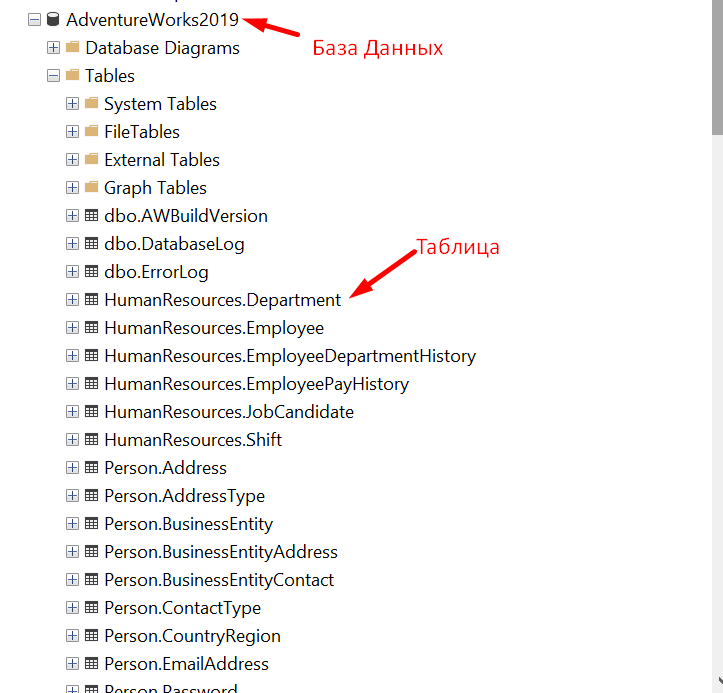 AdventureWorks2019
База Данных
Database Diagrams
Tables
System Tables
FileTables
External Tables
Graph Tables
dbo.AWBuildVersion
dbo.DatabaseLog
Таблица
dbo.ErrorLog
HumanResources.Department
HumanResources.Employee
HumanResources.EmployeeDepartmentHistory
HumanResources.EmployeePayHistory
HumanResources.JobCandidate
HumanResources.Shift
Person.Address
Person.AddressType
Person.BusinessEntity
Person.BusinessEntityAddress
Person.BusinessEntityContact
Person.ContactType
Person.CountryRegion
Person.EmailAddress
Person.Password